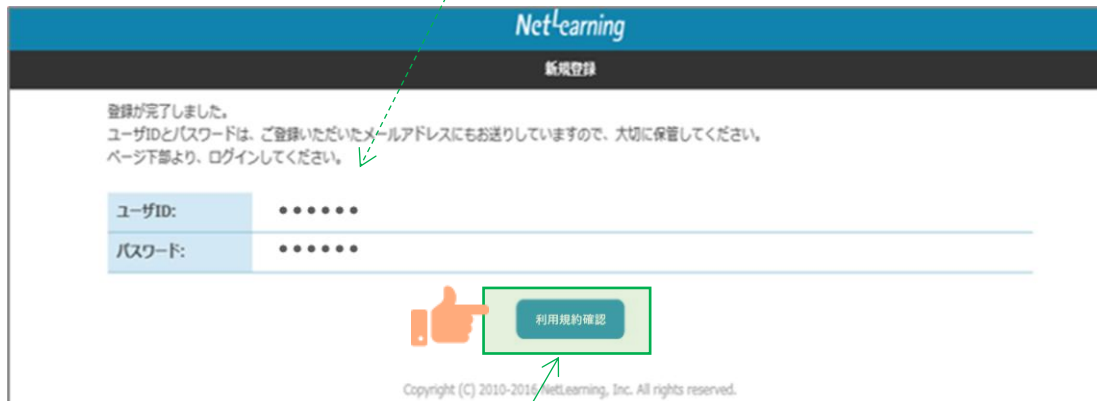 NetLearning
新規登録
登録が完了しました。
ユーザIDとパスワードは、ご登録いただいたメールアドレスにもお送りしていますので、大切に保管してください。
ページ下部より、ログインしてください。
ユーザID: ●●●●●●
パスワード: ●●●●●●
利用規約確認
Copyright (C) 2010-2016 NetLearning, Inc. All rights reserved.